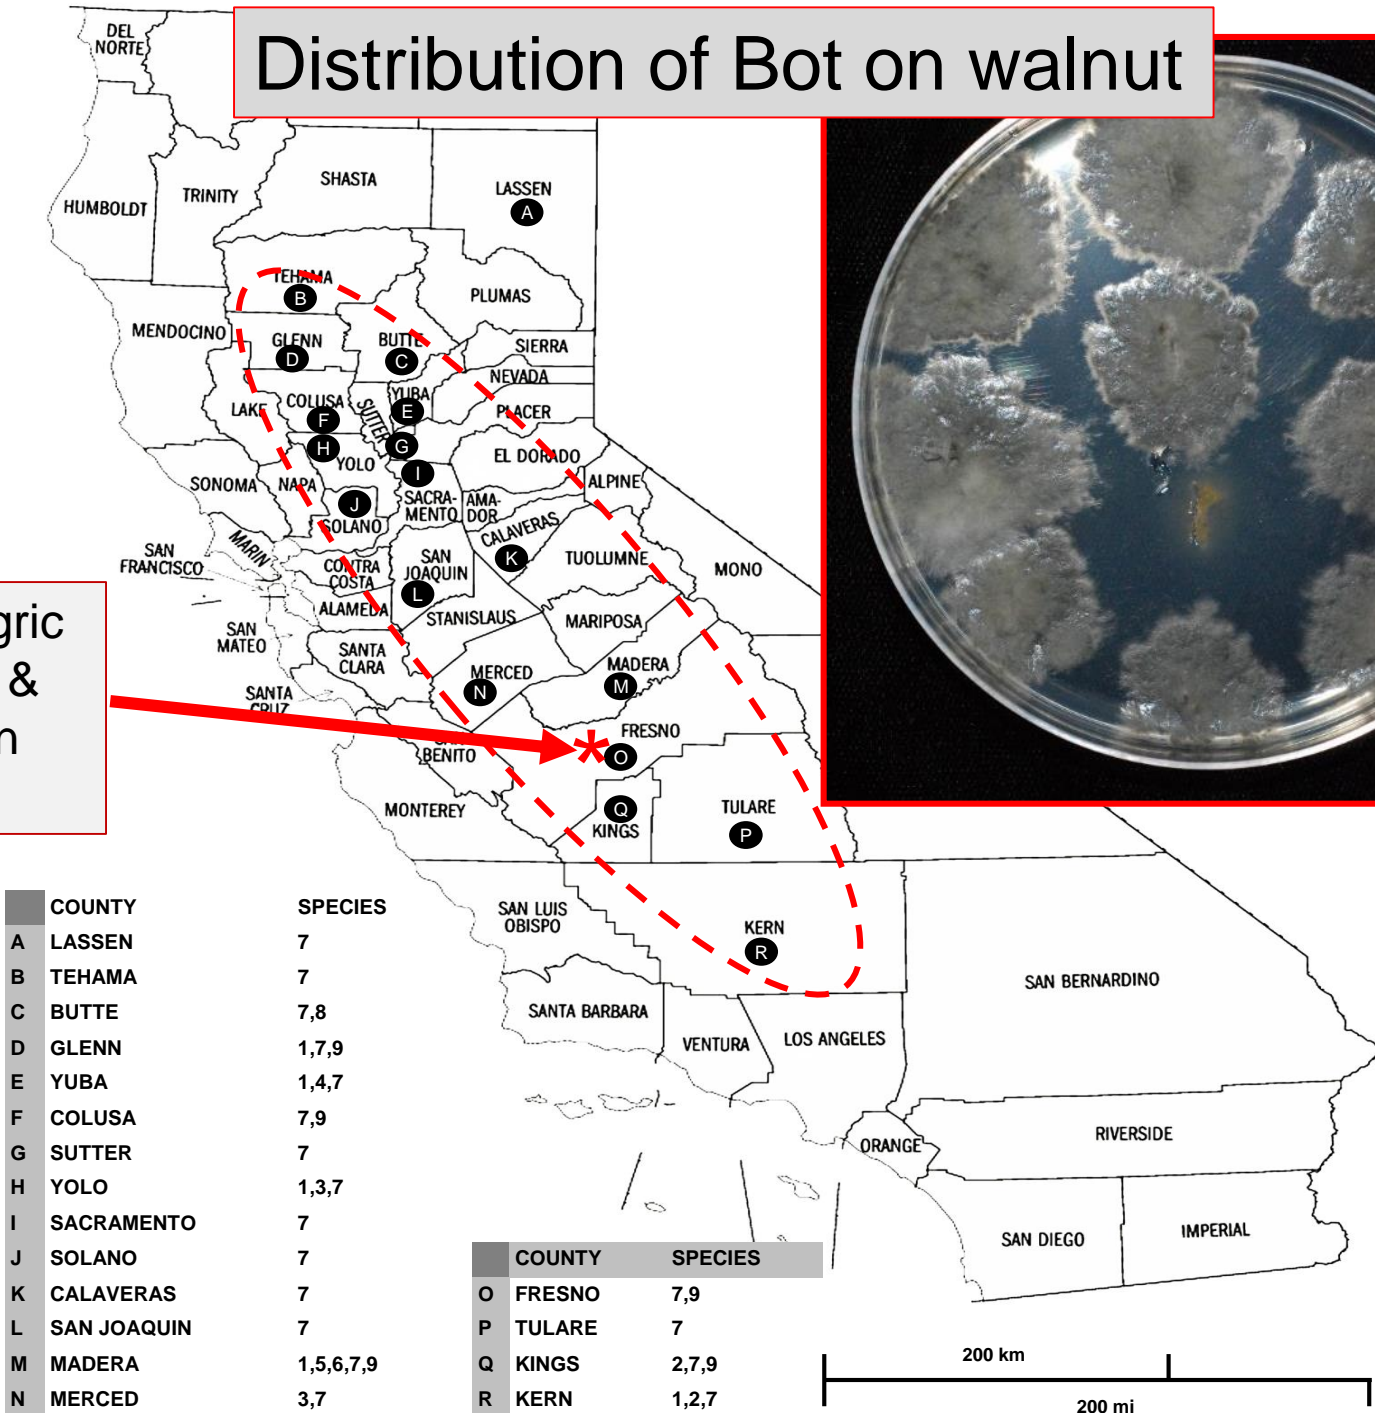 Distribution of Bot on walnut
DEL
NORTE
HUMBOLDT
TRINITY
SHASTA
LASSEN
A
TEHAMA
B
PLUMAS
MENDOCINO
GLENN
D
BUTTE
C
SIERRA
NEVADA
YUBA
E
PLACER
LAKE
COLUSA
F
SUTTER
G
H
YOLO
I
EL DORADO
SONOMA
NAPA
J
SOLANO
SACRA-
MENTO
AMA-
DOR
ALPINE
MARIN
CALAVERAS
K
SAN
FRANCISCO
CONTRA
COSTA
SAN
JOAQUIN
L
TUOLUMNE
MONO
ALAMEDA
STANISLAUS
MARIPOSA
SAN
MATEO
SANTA
CLARA
MERCED
N
MADERA
M
SANTA
CRUZ
gric
&
n
BENITO
*
FRESNO
O
MONTEREY
Q
KINGS
TULARE
P
SAN LUIS
OBISPO
KERN
R
SANTA BARBARA
VENTURA
LOS ANGELES
SAN BERNARDINO
ORANGE
RIVERSIDE
SAN DIEGO
IMPERIAL
COUNTY SPECIES
A LASSEN 7
B TEHAMA 7
C BUTTE 7,8
D GLENN 1,7,9
E YUBA 1,4,7
F COLUSA 7,9
G SUTTER 7
H YOLO 1,3,7
I SACRAMENTO 7
J SOLANO 7
K CALAVERAS 7
L SAN JOAQUIN 7
M MADERA 1,5,6,7,9
N MERCED 3,7
COUNTY SPECIES
O FRESNO 7,9
P TULARE 7
Q KINGS 2,7,9
R KERN 1,2,7
200 km
200 mi